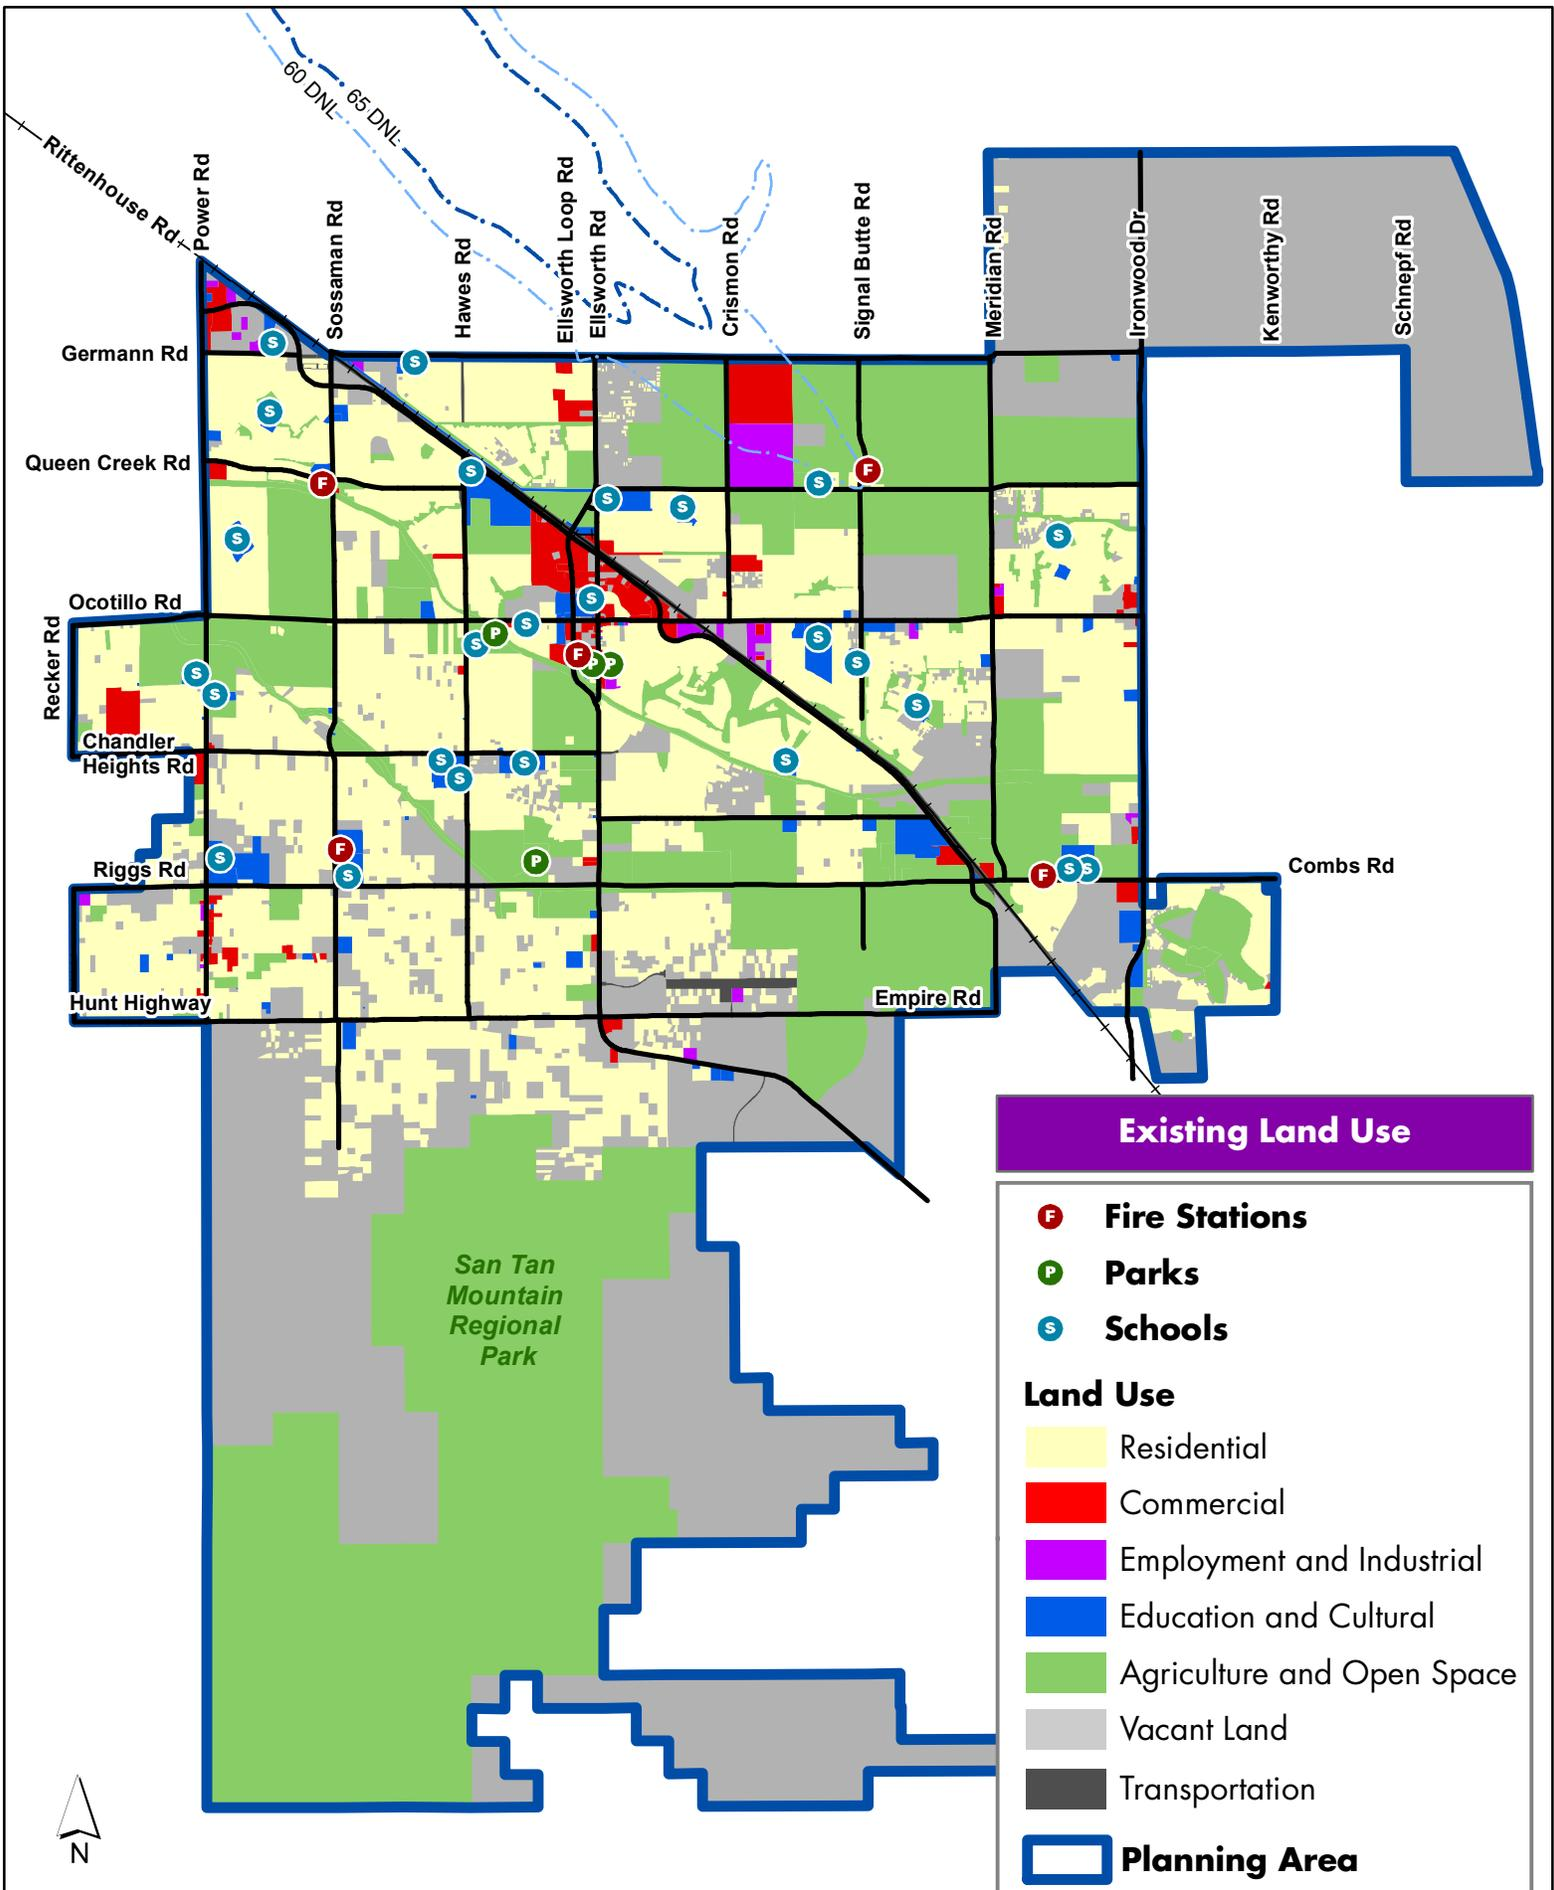 60 DNL
65 DNL
Rittenhouse Rd
Power Rd
Sossaman Rd
Hawes Rd
Ellsworth Loop Rd
Ellsworth Rd
Crismon Rd
Signal Butte Rd
Meridian Rd
Ironwood Dr
Kenworthy Rd
Schnepf Rd
Germann Rd
S
S
S
Queen Creek Rd
S
F
S
F
S
S
S
S
S
Ocotillo Rd
Recker Rd
S
S
P
S
S
F
P
P
S
S
S
S
S
Chandler
Heights Rd
S
S
S
S
Riggs Rd
S
F
S
P
F
S
S
Combs Rd
Hunt Highway
Empire Rd
San Tan
Mountain
Regional
Park
N
Existing Land Use
F Fire Stations
P Parks
S Schools
Land Use
Residential
Commercial
Employment and Industrial
Education and Cultural
Agriculture and Open Space
Vacant Land
Transportation
Planning Area